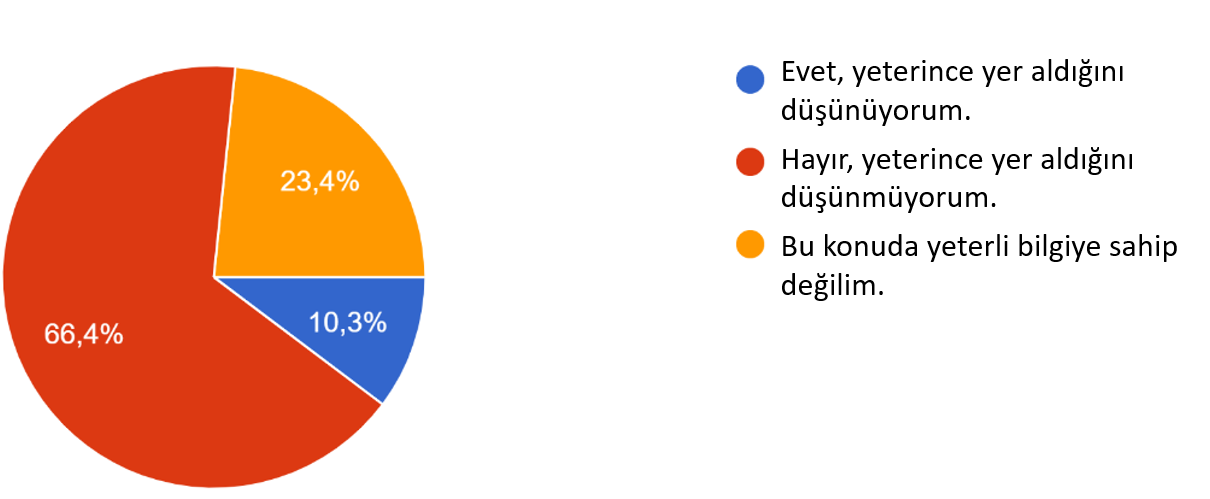 Evet, yeterince yer aldığını
düşünüyorum.
Hayır, yeterince yer aldığını
düşünmüyorum.
Bu konuda yeterli bilgiye sahip
değilim.
23,4%
10,3%
66,4%